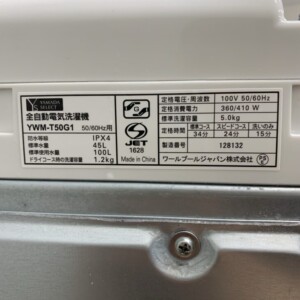 YS YAMADA SELECT
全自動電気洗濯機
YWM-T50G1 50/60Hz用
防水等級 IPX4
標準水量 45L
標準使用水量 100L
ドライコース時の洗濯容量 1.2kg
S
JET
1628
Made in China
定格電圧・周波数 100V 50/60Hz
定格消費電力 360/410 W
標準洗濯容量 5.0kg
標準コース スピードコース 洗いのみ
34分 24分 15分
製造番号 128132
ワールプールジャパン株式会社